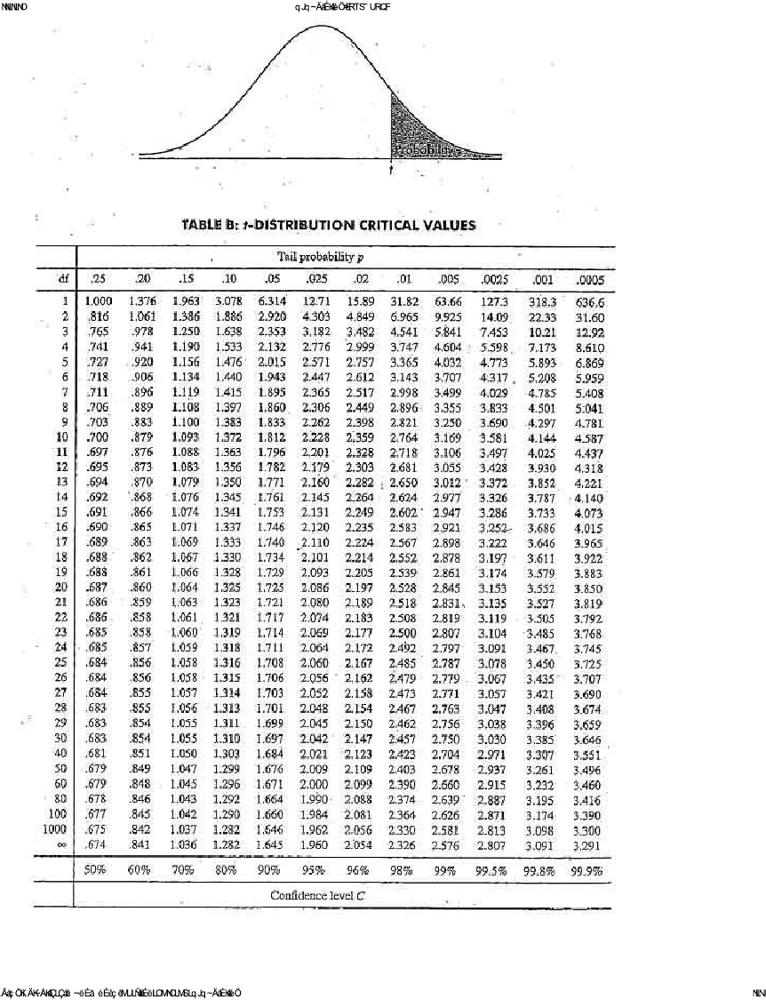 Probability
t
TABLE B: t-DISTRIBUTION CRITICAL VALUES
Tail probability p
df .25 .20 .15 .10 .05 .025 .02 .01 .005 .0025 .001 .0005
1 1.000 1.376 1.963 3.078 6.314 12.71 15.89 31.82 63.66 127.3 318.3 636.6
2 .816 1.061 1.386 1.886 2.920 4.303 4.849 6.965 9.925 14.09 22.33 31.60
3 .765 .978 1.250 1.638 2.353 3.182 3.482 4.541 5.841 7.453 10.21 12.92
4 .741 .941 1.190 1.533 2.132 2.776 2.999 3.747 4.604 5.598 7.173 8.610
5 .727 .920 1.156 1.476 2.015 2.571 2.757 3.365 4.032 4.773 5.893 6.869
6 .718 .906 1.134 1.440 1.943 2.447 2.612 3.143 3.707 4.317 5.208 5.959
7 .711 .896 1.119 1.415 1.895 2.365 2.517 2.998 3.499 4.029 4.785 5.408
8 .706 .889 1.108 1.397 1.860 2.306 2.449 2.896 3.355 3.833 4.501 5.041
9 .703 .883 1.100 1.383 1.833 2.262 2.398 2.821 3.250 3.690 4.297 4.781
10 .700 .879 1.093 1.372 1.812 2.228 2.359 2.764 3.169 3.581 4.144 4.587
11 .697 .876 1.088 1.363 1.796 2.201 2.328 2.718 3.106 3.497 4.025 4.437
12 .695 .873 1.083 1.356 1.782 2.179 2.303 2.681 3.055 3.428 3.930 4.318
13 .694 .870 1.079 1.350 1.771 2.160 2.282 2.650 3.012 3.372 3.852 4.221
14 .692 .868 1.076 1.345 1.761 2.145 2.264 2.624 2.977 3.326 3.787 4.140
15 .691 .866 1.074 1.341 1.753 2.131 2.249 2.602 2.947 3.286 3.733 4.073
16 .690 .865 1.071 1.337 1.746 2.120 2.235 2.583 2.921 3.252 3.686 4.015
17 .689 .863 1.069 1.333 1.740 2.110 2.224 2.567 2.898 3.222 3.646 3.965
18 .688 .862 1.067 1.330 1.734 2.101 2.214 2.552 2.878 3.197 3.611 3.922
19 .688 .861 1.066 1.328 1.729 2.093 2.205 2.539 2.861 3.174 3.579 3.883
20 .687 .860 1.064 1.325 1.725 2.086 2.197 2.528 2.845 3.153 3.552 3.850
21 .686 .859 1.063 1.323 1.721 2.080 2.189 2.518 2.831 3.135 3.527 3.819
22 .686 .858 1.061 1.321 1.717 2.074 2.183 2.508 2.819 3.119 3.505 3.792
23 .685 .858 1.060 1.319 1.714 2.069 2.177 2.500 2.807 3.104 3.485 3.768
24 .685 .857 1.059 1.318 1.711 2.064 2.172 2.492 2.797 3.091 3.467 3.745
25 .684 .856 1.058 1.316 1.708 2.060 2.167 2.485 2.787 3.078 3.450 3.725
26 .684 .856 1.058 1.315 1.706 2.056 2.162 2.479 2.779 3.067 3.435 3.707
27 .684 .855 1.057 1.314 1.703 2.052 2.158 2.473 2.771 3.057 3.421 3.690
28 .683 .855 1.056 1.313 1.701 2.048 2.154 2.467 2.763 3.047 3.408 3.674
29 .683 .854 1.055 1.311 1.699 2.045 2.150 2.462 2.756 3.038 3.396 3.659
30 .683 .854 1.055 1.310 1.697 2.042 2.147 2.457 2.750 3.030 3.385 3.646
40 .681 .851 1.050 1.303 1.684 2.021 2.123 2.423 2.704 2.971 3.307 3.551
50 .679 .849 1.047 1.299 1.676 2.009 2.109 2.403 2.678 2.937 3.261 3.496
60 .679 .848 1.045 1.296 1.671 2.000 2.099 2.390 2.660 2.915 3.232 3.460
80 .678 .846 1.043 1.292 1.664 1.990 2.088 2.374 2.639 2.887 3.195 3.416
100 .677 .845 1.042 1.290 1.660 1.984 2.081 2.364 2.626 2.871 3.174 3.390
1000 .675 .842 1.037 1.282 1.646 1.962 2.056 2.330 2.581 2.813 3.098 3.300
∞ .674 .841 1.036 1.282 1.645 1.960 2.054 2.326 2.576 2.807 3.091 3.291
50% 60% 70% 80% 90% 95% 96% 98% 99% 99.5% 99.8% 99.9%
Confidence level C